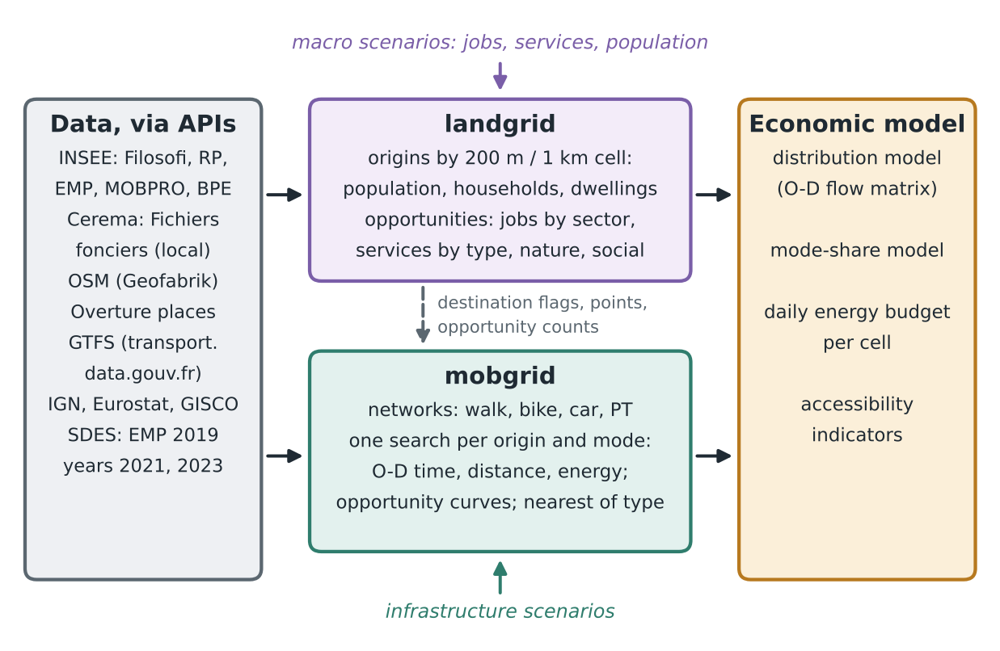 macro scenarios: jobs, services, population
Data, via APIs
INSEE: Filosofi, RP,
EMP, MOBPRO, BPE
Cerema: Fichiers
fonciers (local)
OSM (Geofabrik)
Overture places
GTFS (transport.
data.gouv.fr)
IGN, Eurostat, GISCO
SDES: EMP 2019
years 2021, 2023
landgrid
origins by 200 m / 1 km cell:
population, households, dwellings
opportunities: jobs by sector,
services by type, nature, social
destination flags, points,
opportunity counts
mobgrid
networks: walk, bike, car, PT
one search per origin and mode:
O-D time, distance, energy;
opportunity curves; nearest of type
Economic model
distribution model
(O-D flow matrix)
mode-share model
daily energy budget
per cell
accessibility
indicators
infrastructure scenarios